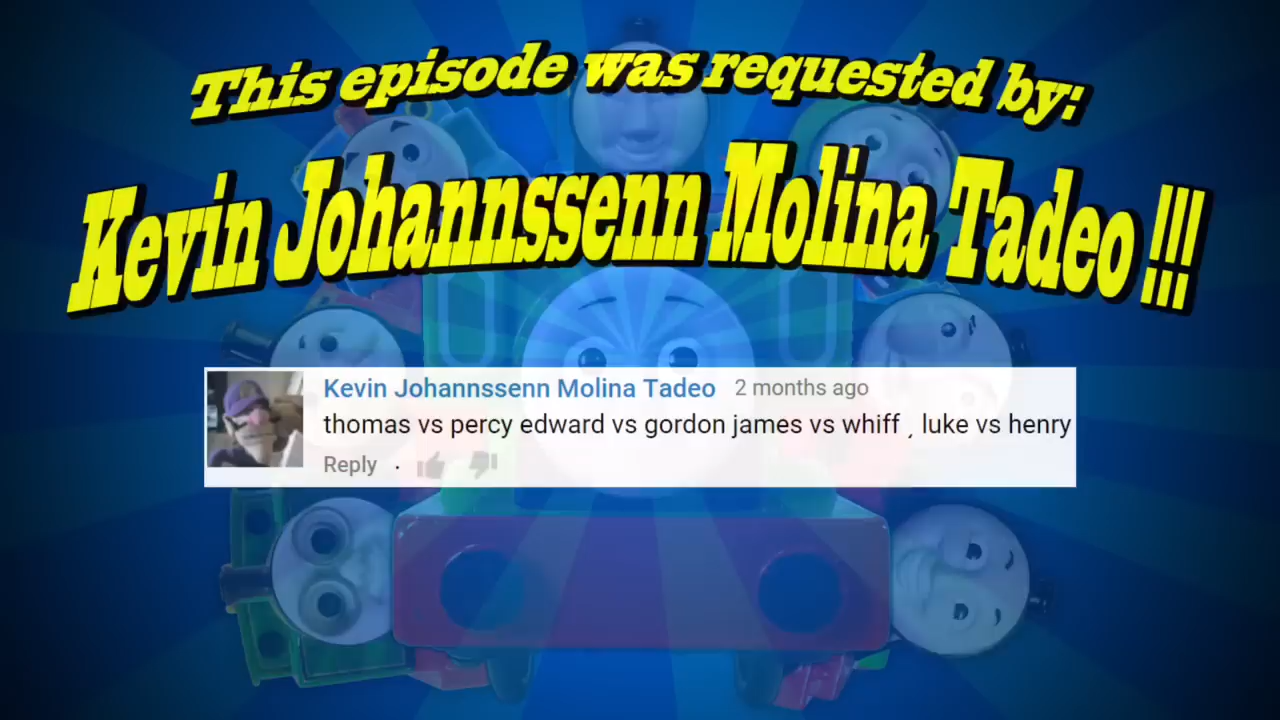 This episode was requested by:
Kevin Johannssenn Molina Tadeo !!!
Kevin Johannssenn Molina Tadeo 2 months ago
thomas vs percy edward vs gordon james vs whiff , luke vs henry
Reply ·